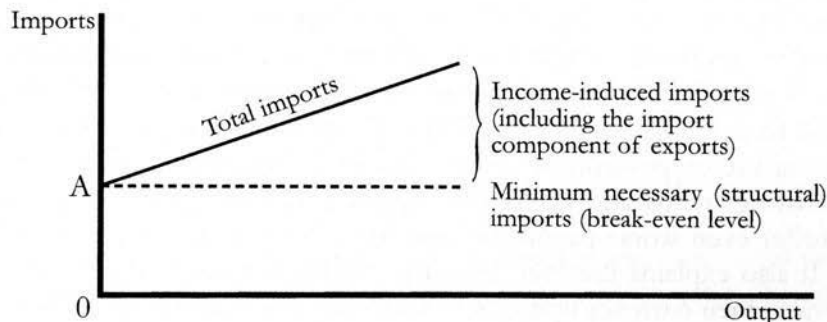 Imports
Total imports
Income-induced imports
(including the import
component of exports)
A
Minimum necessary (structural)
imports (break-even level)
0
Output